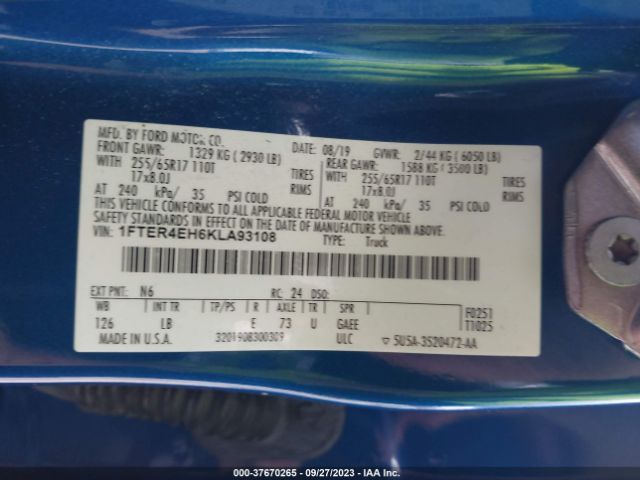 MFD. BY FORD MOTOR CO. DATE: 08/19 GVWR: 2/44 KG ( 6050 LB)
FRONT GAWR: 1329 KG ( 2930 LB) REAR GAWR: 1588 KG ( 3500 LB)
WITH 255/65R17 110T TIRES WITH 255/65R17 110T TIRES
17x8.0J RIMS 17x8.0J RIMS
AT 240 kPa/ 35 PSI COLD AT 240 kPa/ 35 PSI COLD
THIS VEHICLE CONFORMS TO ALL APPLICABLE FEDERAL MOTOR VEHICLE
SAFETY STANDARDS IN EFFECT ON THE DATE OF MANUFACTURE SHOWN ABOVE.
VIN: 1FTER4EH6KLA93108 TYPE: Truck
EXT PNT: N6 RC: 24 DSO:
WB INT TR TP/PS R AXLE TR SPR F0251
126 LB E 73 U GAEE T1025
MADE IN U.S.A. 3201908300309 ULC ▽ 5U5A-3520472-AA
000-37670265 - 09/27/2023 - IAA Inc.